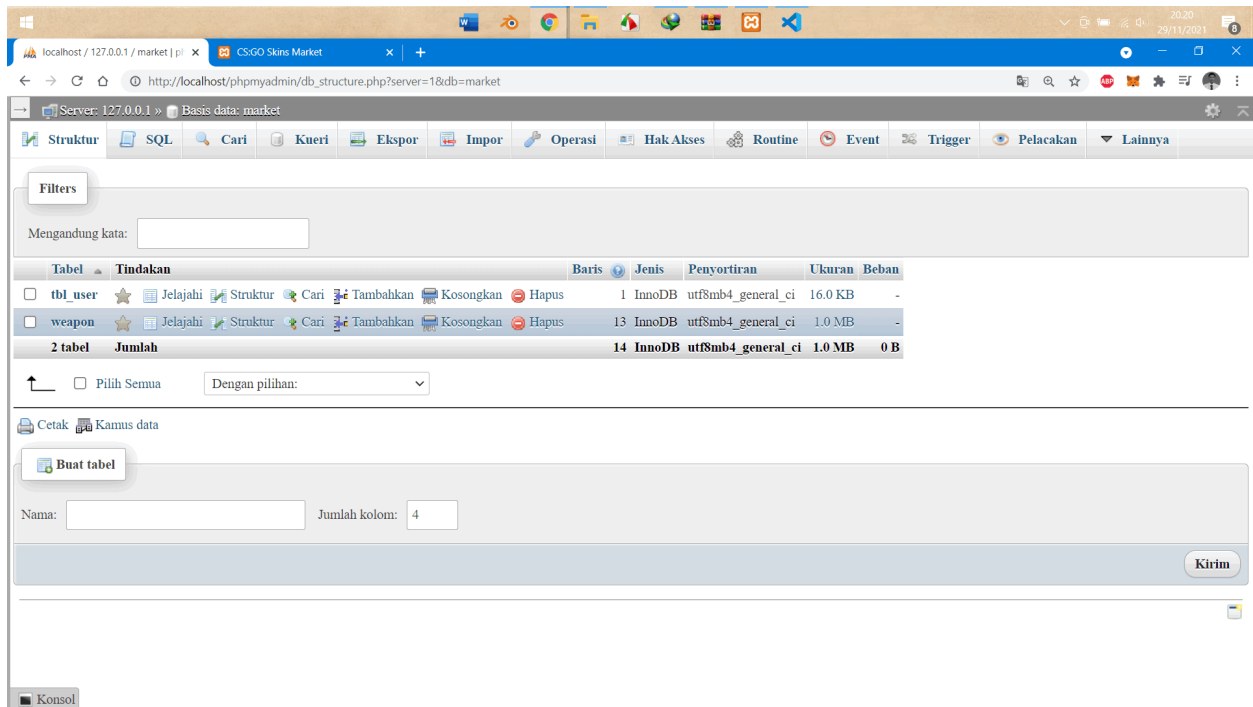 20.20
29/11/2021
8
localhost / 127.0.0.1 / market | pl
CS:GO Skins Market
http://localhost/phpmyadmin/db_structure.php?server=1&db=market
ABP
Server: 127.0.0.1 » Basis data: market
Struktur SQL Cari Kueri Ekspor Impor Operasi Hak Akses Routine Event Trigger Pelacakan Lainnya
Filters
Mengandung kata:
Tabel Tindakan Baris Jenis Penyortiran Ukuran Beban
tbl_user Jelajahi Struktur Cari Tambahkan Kosongkan Hapus 1 InnoDB utf8mb4_general_ci 16.0 KB -
weapon Jelajahi Struktur Cari Tambahkan Kosongkan Hapus 13 InnoDB utf8mb4_general_ci 1.0 MB -
2 tabel Jumlah 14 InnoDB utf8mb4_general_ci 1.0 MB 0 B
Pilih Semua Dengan pilihan:
Cetak Kamus data
Buat tabel
Nama: Jumlah kolom: 4
Kirim
Konsol